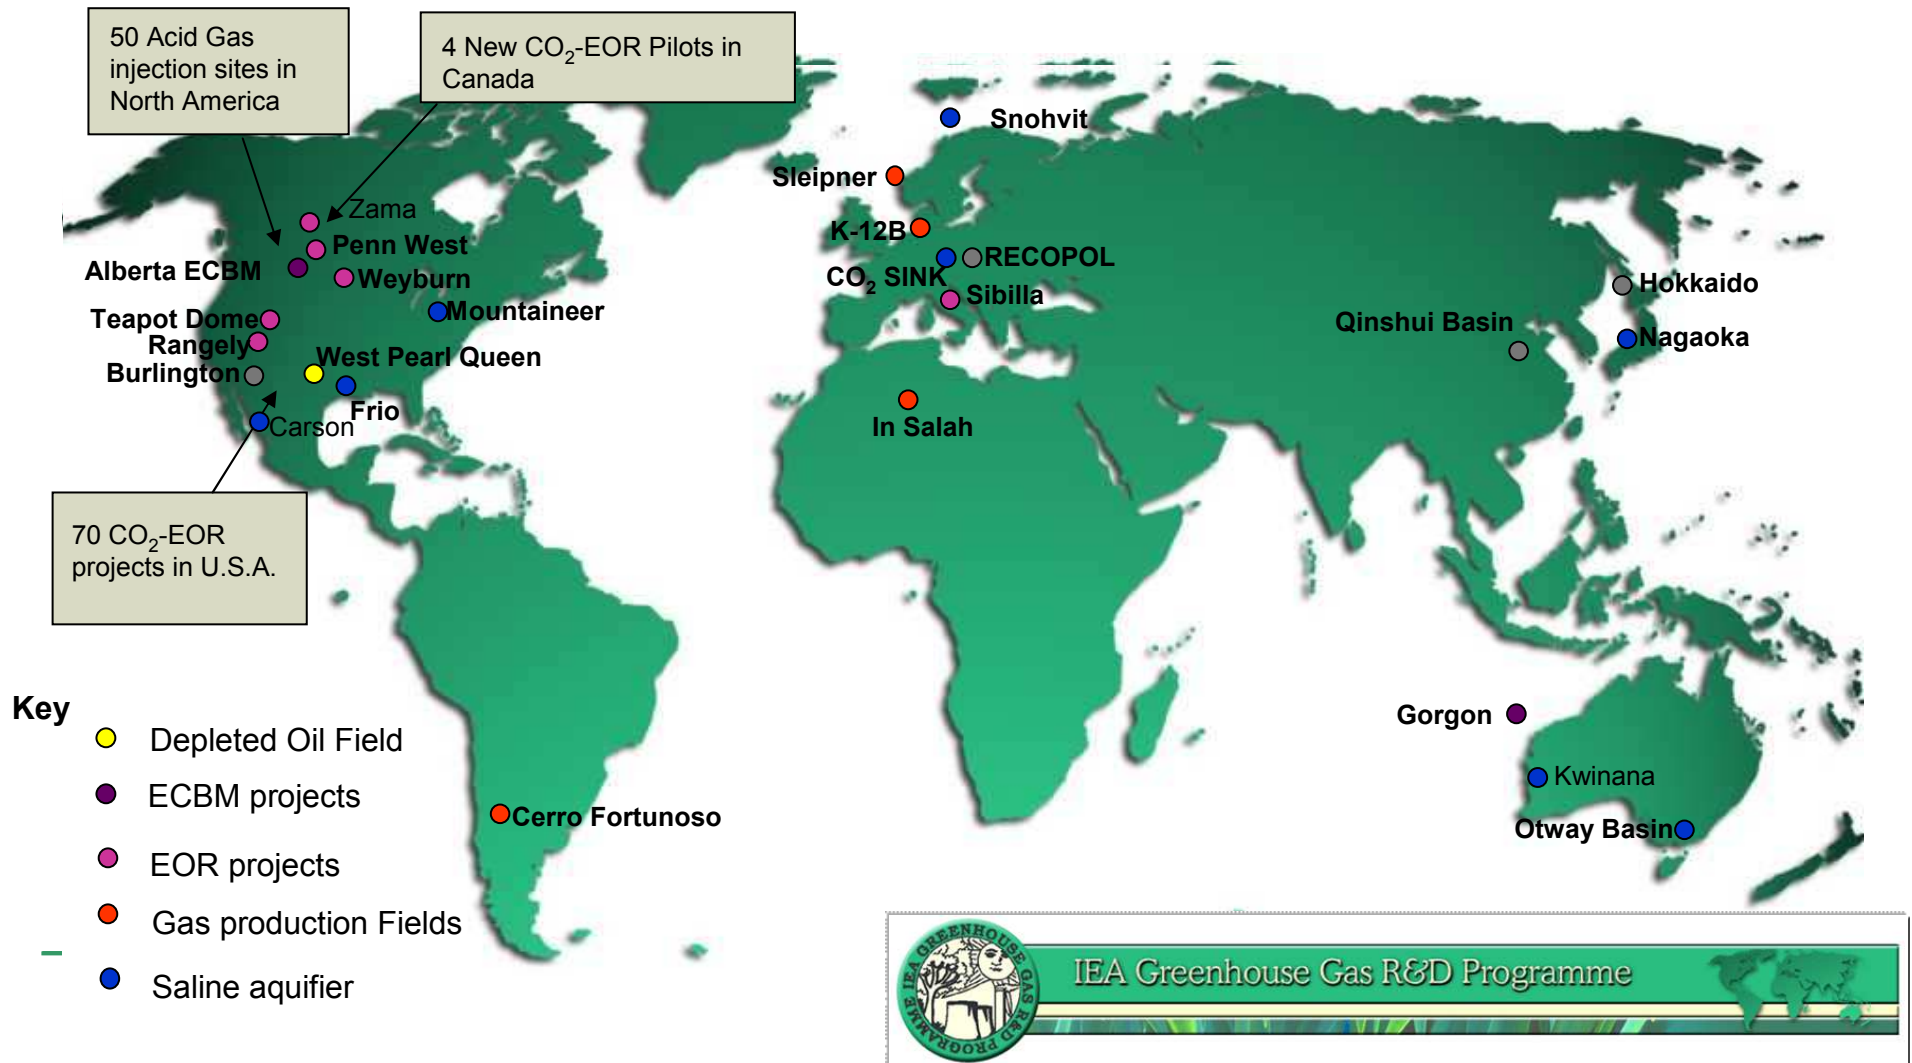 50 Acid Gas
injection sites in
North America
4 New CO₂-EOR Pilots in
Canada
Snohvit
Sleipner
Zama
K-12B
Penn West
RECOPOL
Alberta ECBM
Weyburn
CO₂ SINK
Hokkaido
Sibilla
Mountaineer
Teapot Dome
Qinshui Basin
Rangely
Nagaoka
West Pearl Queen
Burlington
Frio
Carson
In Salah
70 CO₂-EOR
projects in U.S.A.
Key
Gorgon
Depleted Oil Field
Kwinana
ECBM projects
Cerro Fortunoso
Otway Basin
EOR projects
Gas production Fields
Saline aquifier
IEA GREENHOUSE GAS R&D PROGRAMME
IEA Greenhouse Gas R&D Programme